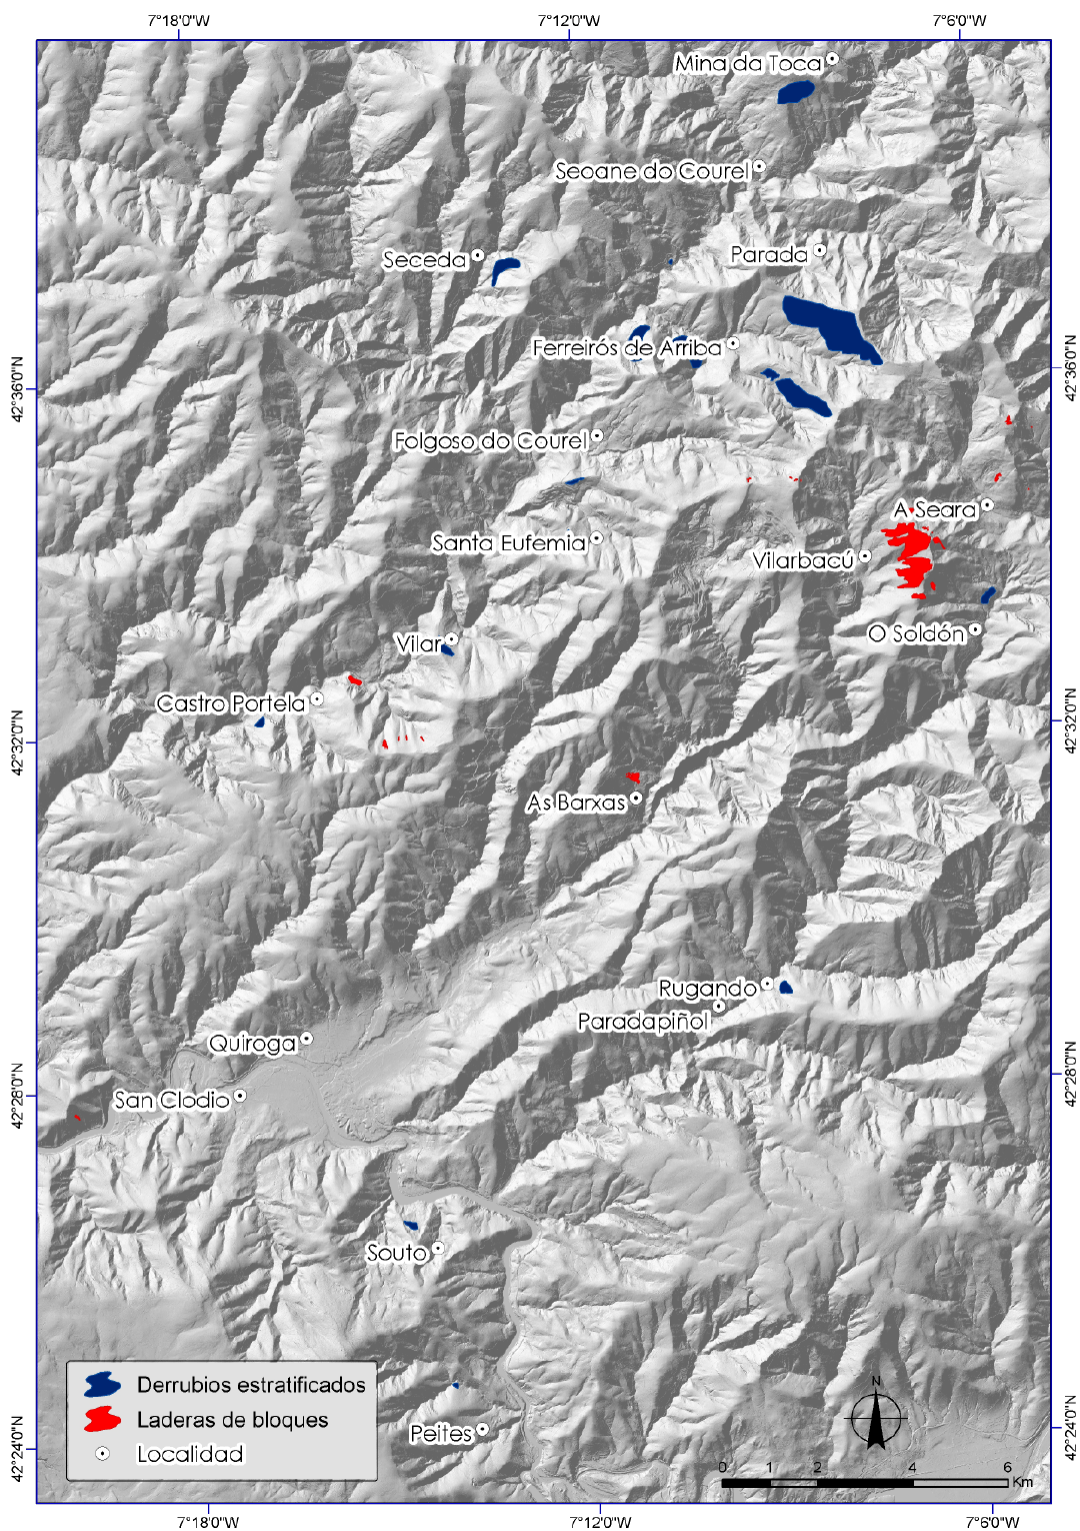 7°18'0"W
7°12'0"W
7°6'0"W
Mina da Toca
Seoane do Courel
Seceda
Parada
Ferreirós de Arriba
42°36'0"N
42°36'0"N
Folgoso do Courel
A Seara
Santa Eufemia
Vilarbacú
O Soldón
Vilar
Castro Portela
42°32'0"N
42°32'0"N
As Barxas
Rugando
Paradapiñol
Quiroga
42°28'0"N
42°28'0"N
San Clodio
Souto
Derrubios estratificados
Laderas de bloques
Localidad
Peites
N
42°24'0"N
42°24'0"N
0 1 2 4 6
Km
7°18'0"W
7°12'0"W
7°6'0"W